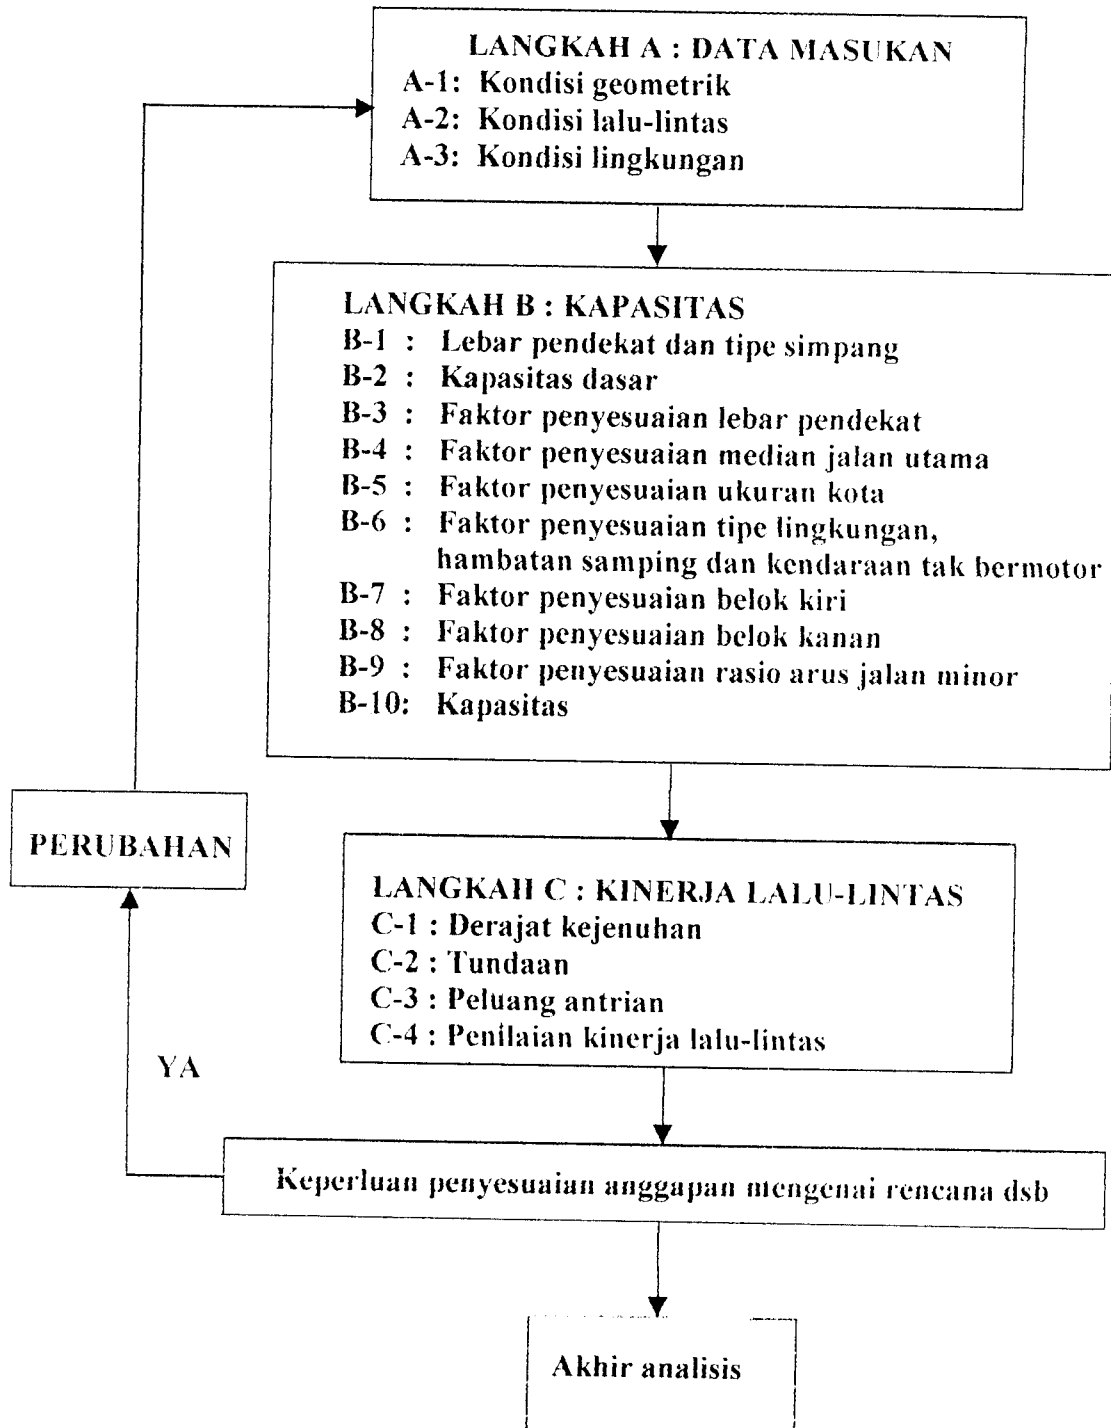 LANGKAH A : DATA MASUKAN
A-1: Kondisi geometrik
A-2: Kondisi lalu-lintas
A-3: Kondisi lingkungan
LANGKAH B : KAPASITAS
B-1 : Lebar pendekat dan tipe simpang
B-2 : Kapasitas dasar
B-3 : Faktor penyesuaian lebar pendekat
B-4 : Faktor penyesuaian median jalan utama
B-5 : Faktor penyesuaian ukuran kota
B-6 : Faktor penyesuaian tipe lingkungan,
hambatan samping dan kendaraan tak bermotor
B-7 : Faktor penyesuaian belok kiri
B-8 : Faktor penyesuaian belok kanan
B-9 : Faktor penyesuaian rasio arus jalan minor
B-10: Kapasitas
PERUBAHAN
LANGKAH C : KINERJA LALU-LINTAS
C-1 : Derajat kejenuhan
C-2 : Tundaan
C-3 : Peluang antrian
C-4 : Penilaian kinerja lalu-lintas
YA
Keperluan penyesuaian anggapan mengenai rencana dsb
Akhir analisis